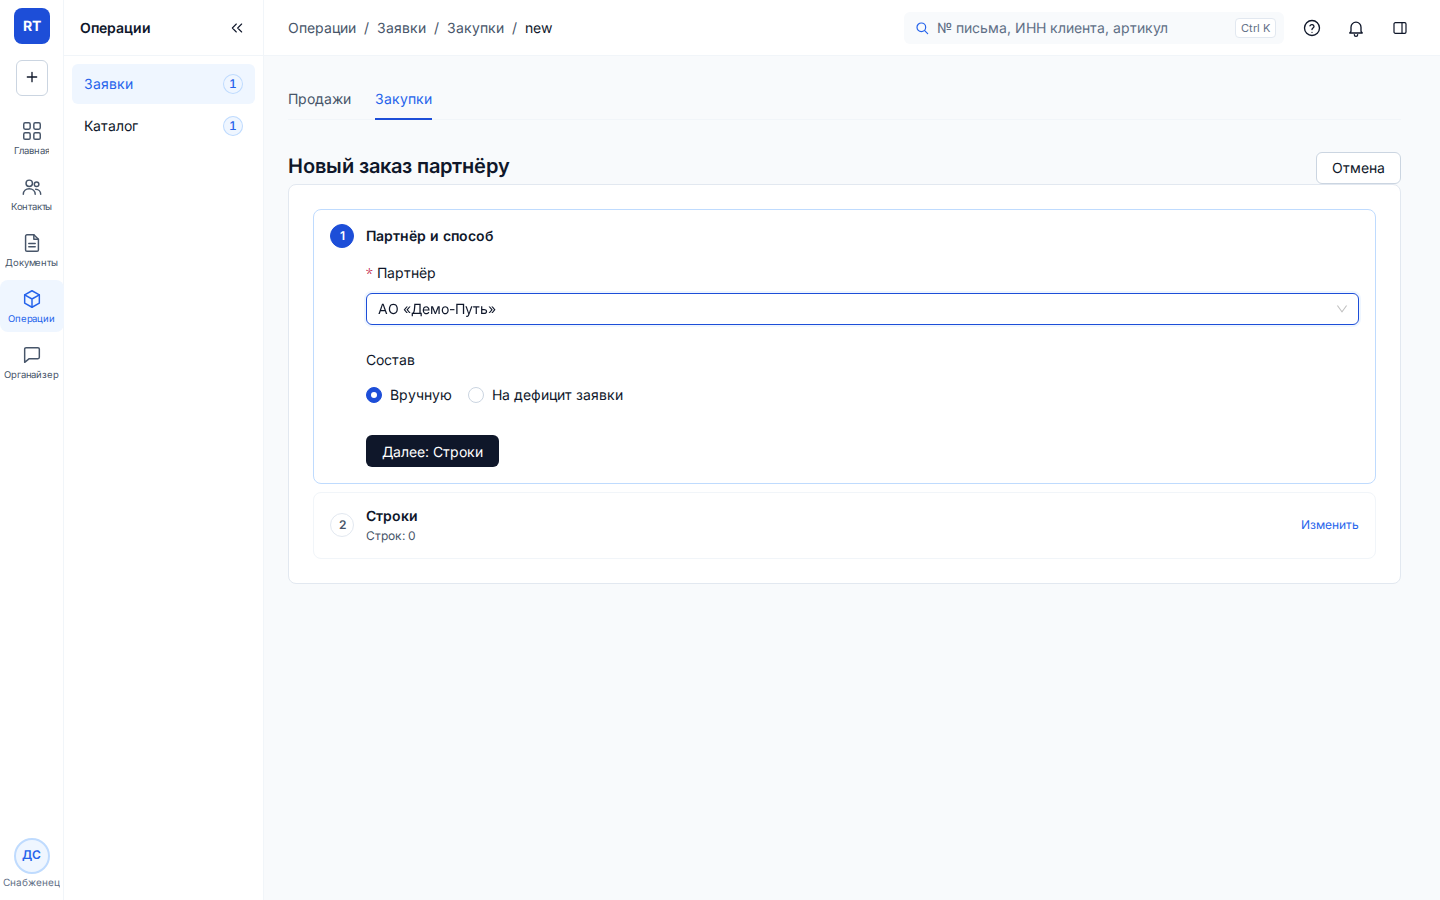 RT
Операции
Операции / Заявки / Закупки / new
№ письма, ИНН клиента, артикул
Ctrl K
Главная
Контакты
Документы
Операции
Органайзер
Заявки 1
Каталог 1
Продажи Закупки
Новый заказ партнёру
Отмена
1 Партнёр и способ
* Партнёр
АО «Демо-Путь»
Состав
Вручную На дефицит заявки
Далее: Строки
2 Строки
Строк: 0
Изменить
ДС
Снабженец